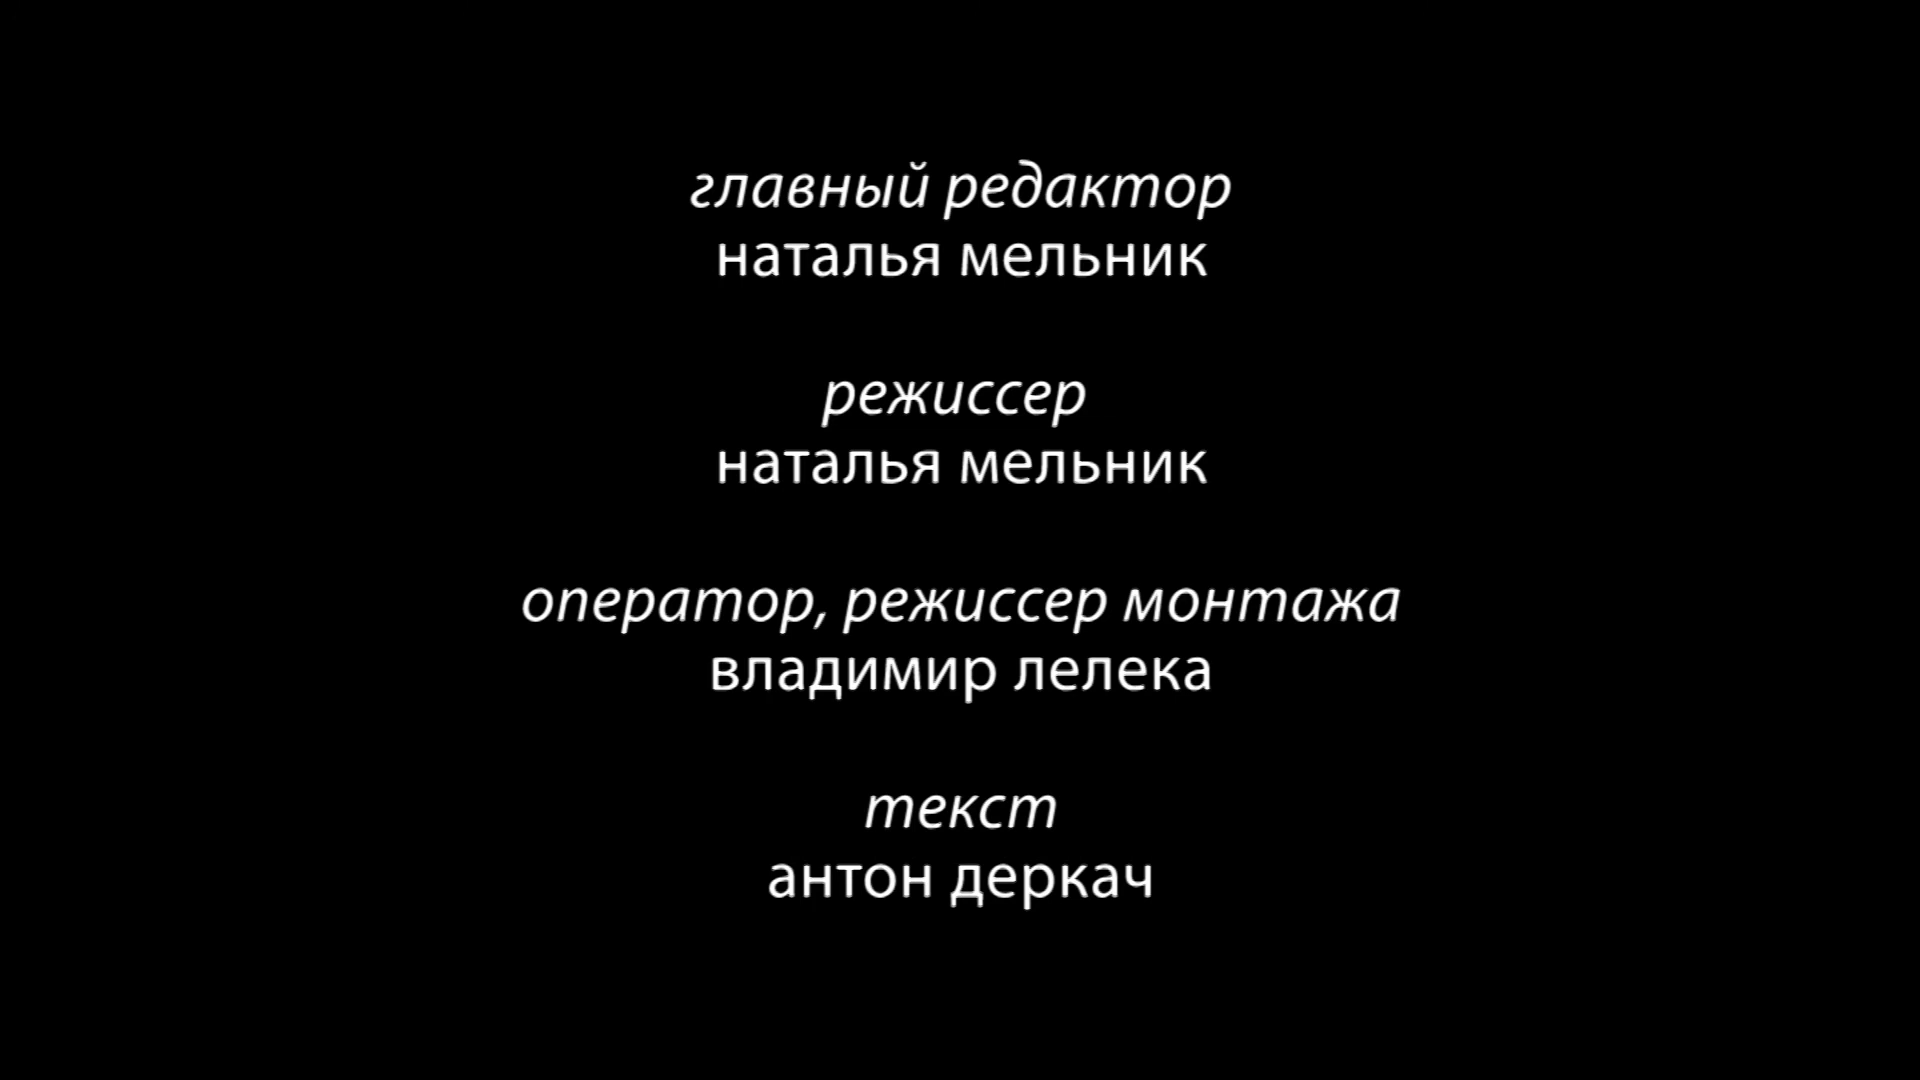 главный редактор
наталья мельник
режиссер
наталья мельник
оператор, режиссер монтажа
владимир лелека
текст
антон деркач